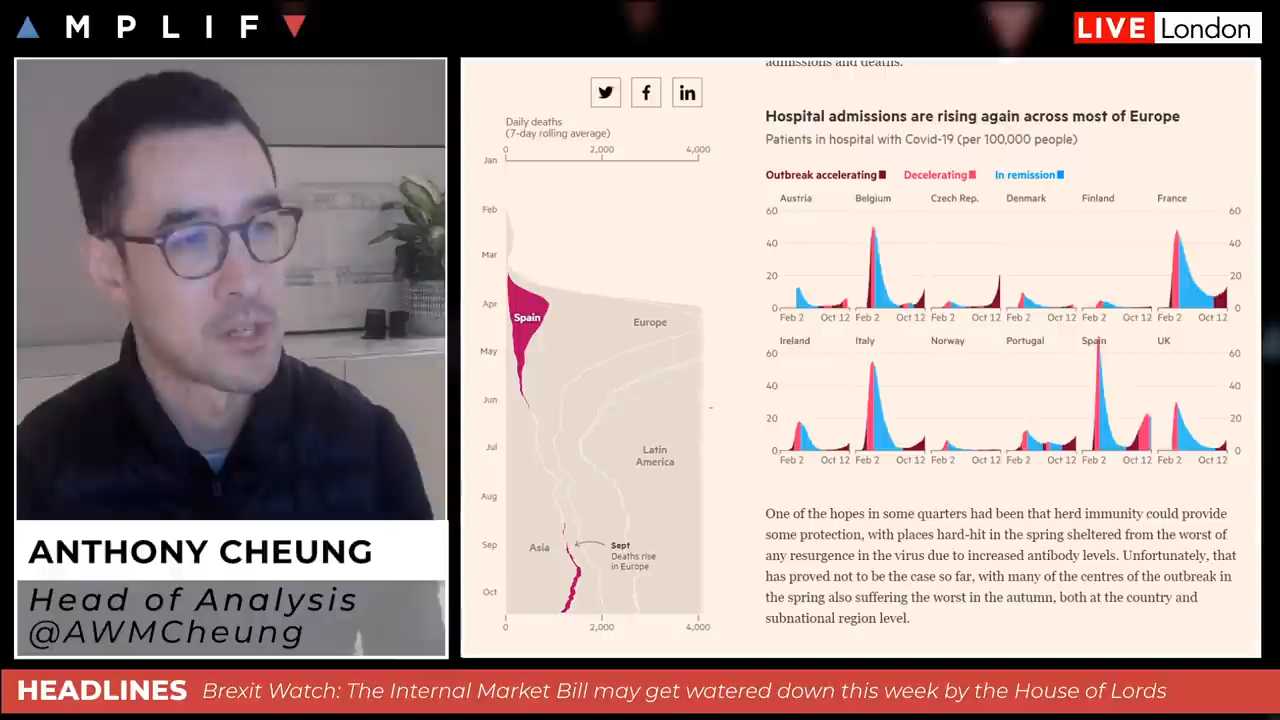 AMPLIFY
LIVE London
admissions and deaths.
Daily deaths
(7-day rolling average)
0 2,000 4,000
Jan
Feb
Mar
Apr
May
Jun
Jul
Aug
Sep
Oct
Spain
Europe
Latin
America
Asia
Sept
Deaths rise
in Europe
0 2,000 4,000
Hospital admissions are rising again across most of Europe
Patients in hospital with Covid-19 (per 100,000 people)
Outbreak accelerating Decelerating In remission
Austria Belgium Czech Rep. Denmark Finland France
60 60
40 40
20 20
0 0
Feb 2 Oct 12 Feb 2 Oct 12 Feb 2 Oct 12 Feb 2 Oct 12 Feb 2 Oct 12 Feb 2 Oct 12
Ireland Italy Norway Portugal Spain UK
60 60
40 40
20 20
0 0
Feb 2 Oct 12 Feb 2 Oct 12 Feb 2 Oct 12 Feb 2 Oct 12 Feb 2 Oct 12 Feb 2 Oct 12
One of the hopes in some quarters had been that herd immunity could provide
some protection, with places hard-hit in the spring sheltered from the worst of
any resurgence in the virus due to increased antibody levels. Unfortunately, that
has proved not to be the case so far, with many of the centres of the outbreak in
the spring also suffering the worst in the autumn, both at the country and
subnational region level.
ANTHONY CHEUNG
Head of Analysis
@AWMCheung
HEADLINES Brexit Watch: The Internal Market Bill may get watered down this week by the House of Lords